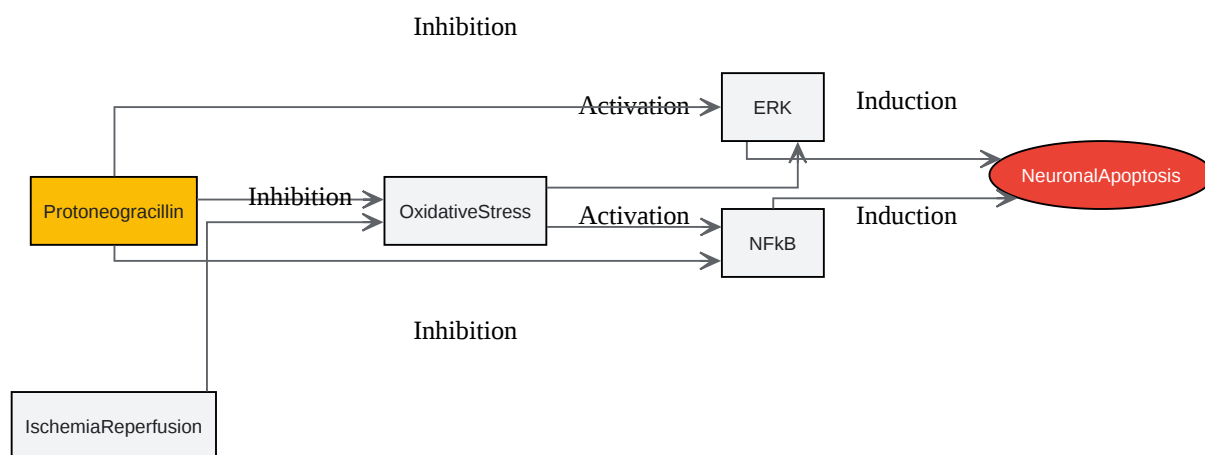 Inhibition
Activation
ERK
Induction
Protoneogracillin
Inhibition
OxidativeStress
Activation
NFkB
Induction
NeuronalApoptosis
Inhibition
IschemiaReperfusion